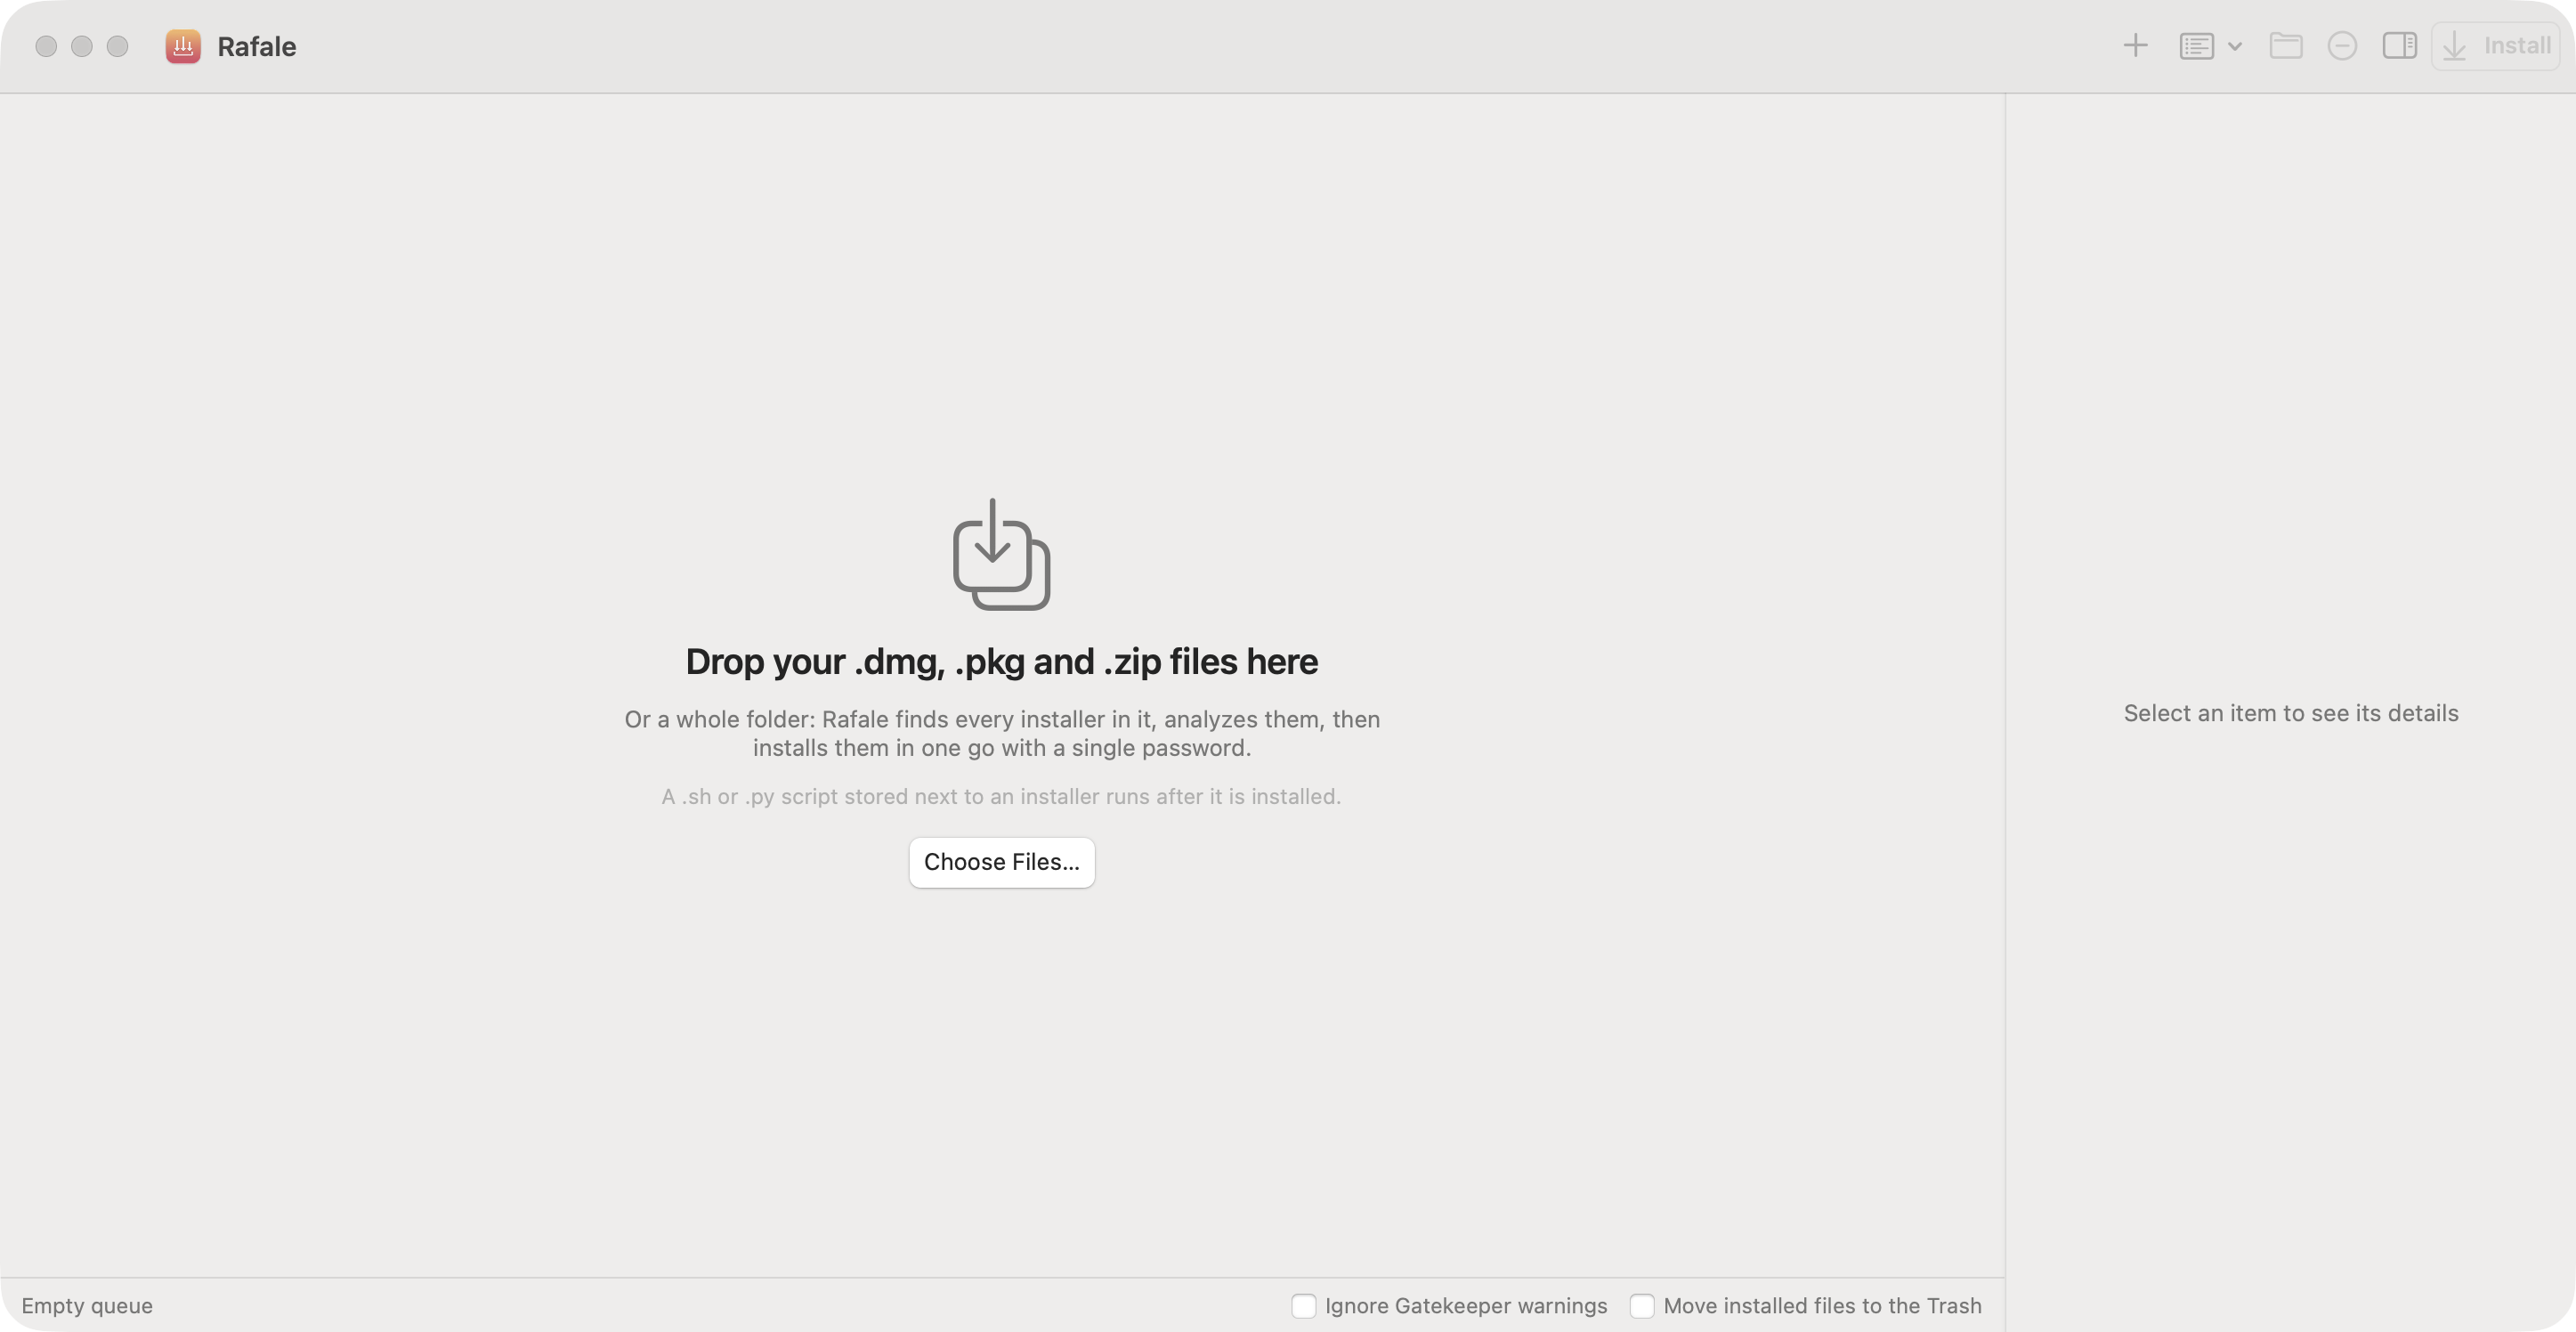 Rafale
Install
Drop your .dmg, .pkg and .zip files here
Or a whole folder: Rafale finds every installer in it, analyzes them, then
installs them in one go with a single password.
A .sh or .py script stored next to an installer runs after it is installed.
Choose Files...
Select an item to see its details
Empty queue
Ignore Gatekeeper warnings
Move installed files to the Trash